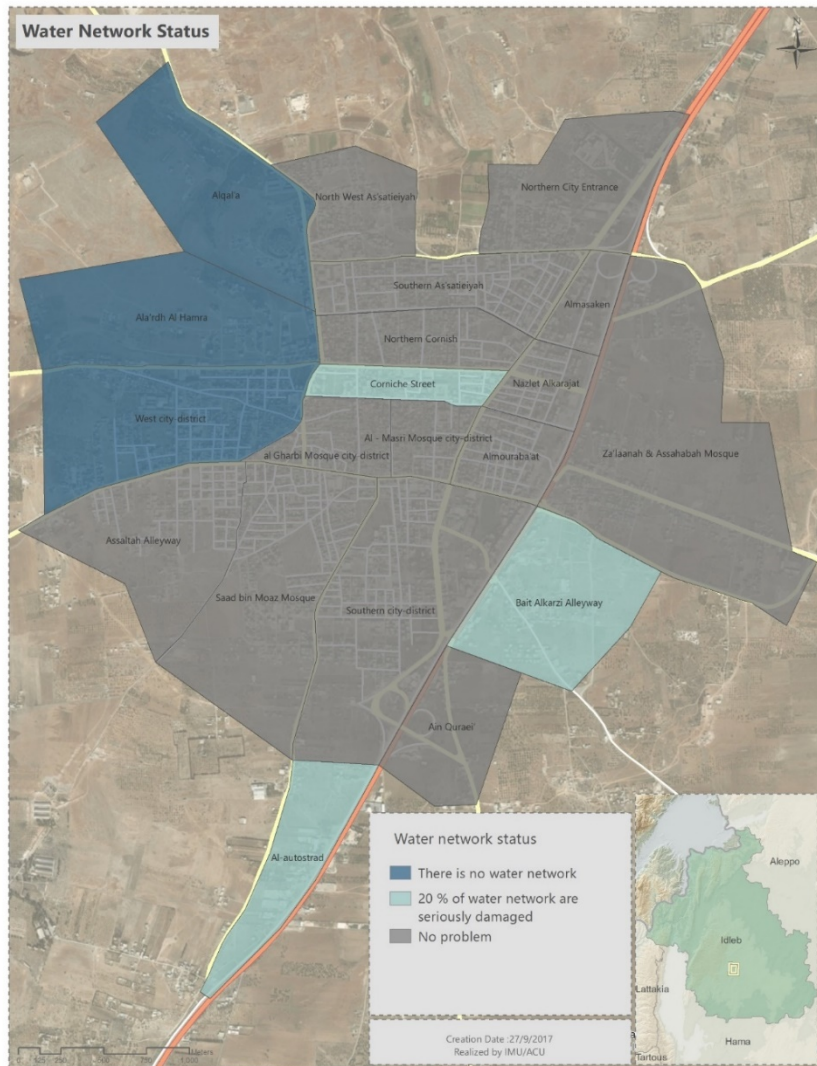 Water Network Status
N
Alqal'a
North West As'satieiyah
Northern City Entrance
Southern As'satieiyah
Almasaken
Ala'rdh Al Hamra
Northern Cornish
Corniche Street
Nazlet Alkarajat
West city-district
Al - Masri Mosque city-district
al Gharbi Mosque city-district
Almouraba'at
Za'laanah & Assahabah Mosque
Assaltah Alleyway
Saad bin Moaz Mosque
Southern city-district
Bait Alkarzi Alleyway
Ain Quraei'
Al-autostrad
Water network status
There is no water network
20 % of water network are
seriously damaged
No problem
Creation Date :27/9/2017
Realized by IMU/ACU
Aleppo
Idleb
Lattakia
Hama
Tartous
Meters